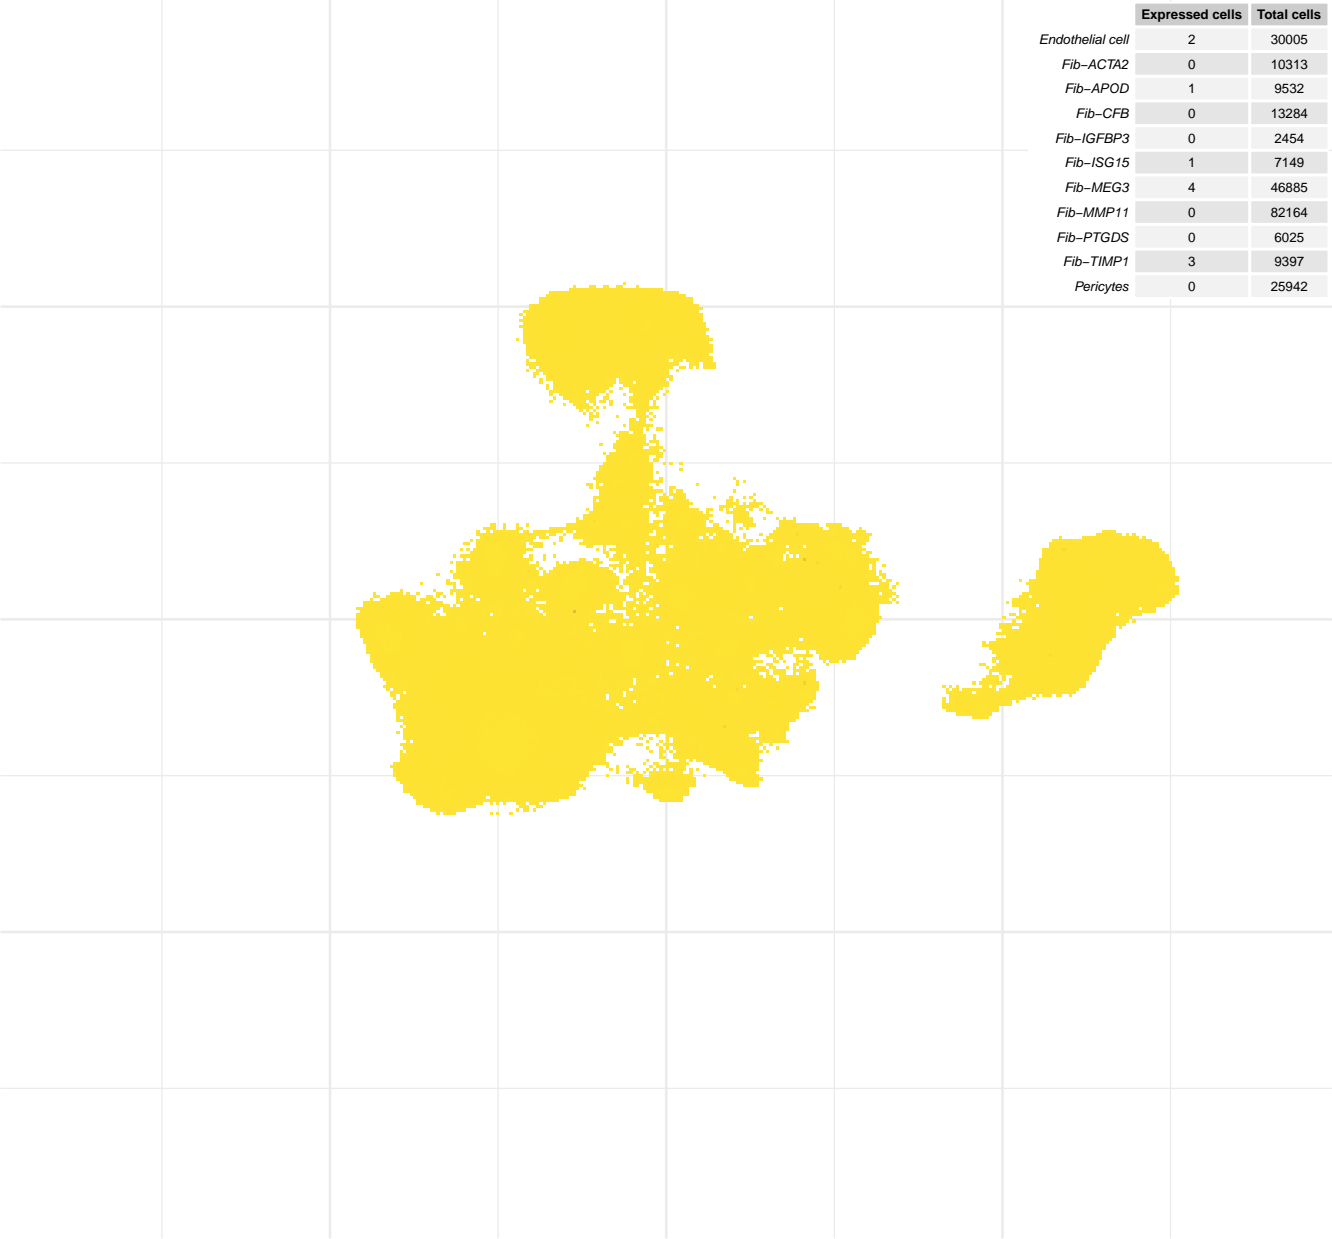 Expressed cells Total cells
Endothelial cell 2 30005
Fib−ACTA2 0 10313
Fib−APOD 1 9532
Fib−CFB 0 13284
Fib−IGFBP3 0 2454
Fib−ISG15 1 7149
Fib−MEG3 4 46885
Fib−MMP11 0 82164
Fib−PTGDS 0 6025
Fib−TIMP1 3 9397
Pericytes 0 25942